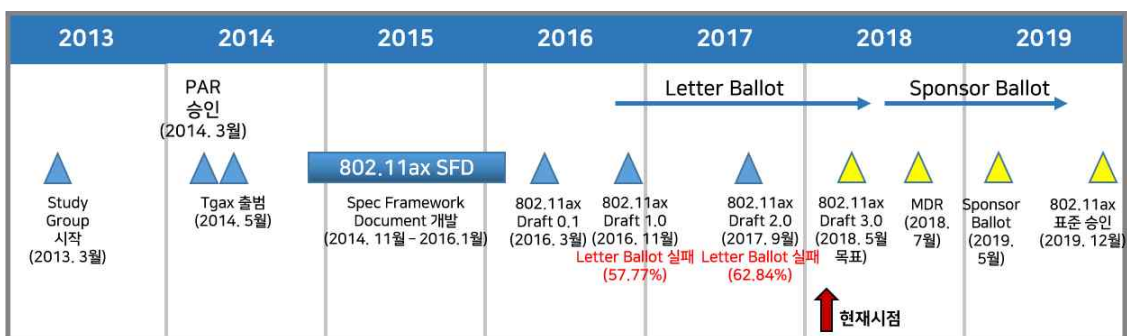 2013 2014 2015 2016 2017 2018 2019
PAR
승인
(2014. 3월)
Letter Ballot
Sponsor Ballot
802.11ax SFD
Study
Group
시작
(2013. 3월)
Tgax 출범
(2014. 5월)
Spec Framework
Document 개발
(2014. 11월 – 2016.1월)
802.11ax
Draft 0.1
(2016. 3월)
802.11ax
Draft 1.0
(2016. 11월)
Letter Ballot 실패
(57.77%)
802.11ax
Draft 2.0
(2017. 9월)
Letter Ballot 실패
(62.84%)
802.11ax
Draft 3.0
(2018. 5월
목표)
MDR
(2018.
7월)
Sponsor
Ballot
(2019.
5월)
802.11ax
표준 승인
(2019. 12월)
현재시점